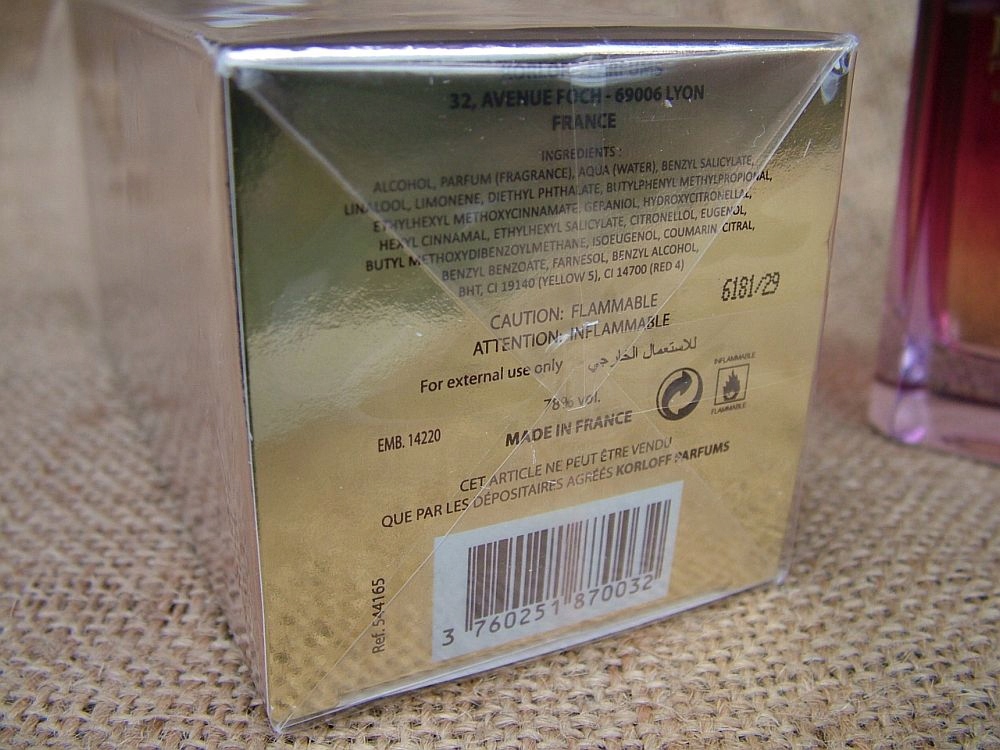 KORLOFF PARFUMS
32, AVENUE FOCH - 69006 LYON
FRANCE
INGREDIENTS :
ALCOHOL, PARFUM (FRAGRANCE), AQUA (WATER), BENZYL SALICYLATE,
LINALOOL, LIMONENE, DIETHYL PHTHALATE, BUTYLPHENYL METHYLPROPIONAL,
ETHYLHEXYL METHOXYCINNAMATE, GERANIOL, HYDROXYCITRONELLAL,
HEXYL CINNAMAL, ETHYLHEXYL SALICYLATE, CITRONELLOL, EUGENOL,
BUTYL METHOXYDIBENZOYLMETHANE, ISOEUGENOL, COUMARIN CITRAL,
BENZYL BENZOATE, FARNESOL, BENZYL ALCOHOL,
BHT, CI 19140 (YELLOW 5), CI 14700 (RED 4)
6181/29
CAUTION: FLAMMABLE
ATTENTION: INFLAMMABLE
For external use only للاستعمال الخارجي
78% vol.
INFLAMMABLE
FLAMMABLE
EMB. 14220
MADE IN FRANCE
CET ARTICLE NE PEUT ÊTRE VENDU
QUE PAR LES DÉPOSITAIRES AGRÉÉS KORLOFF PARFUMS
Ref. 544165
3 760251 870032